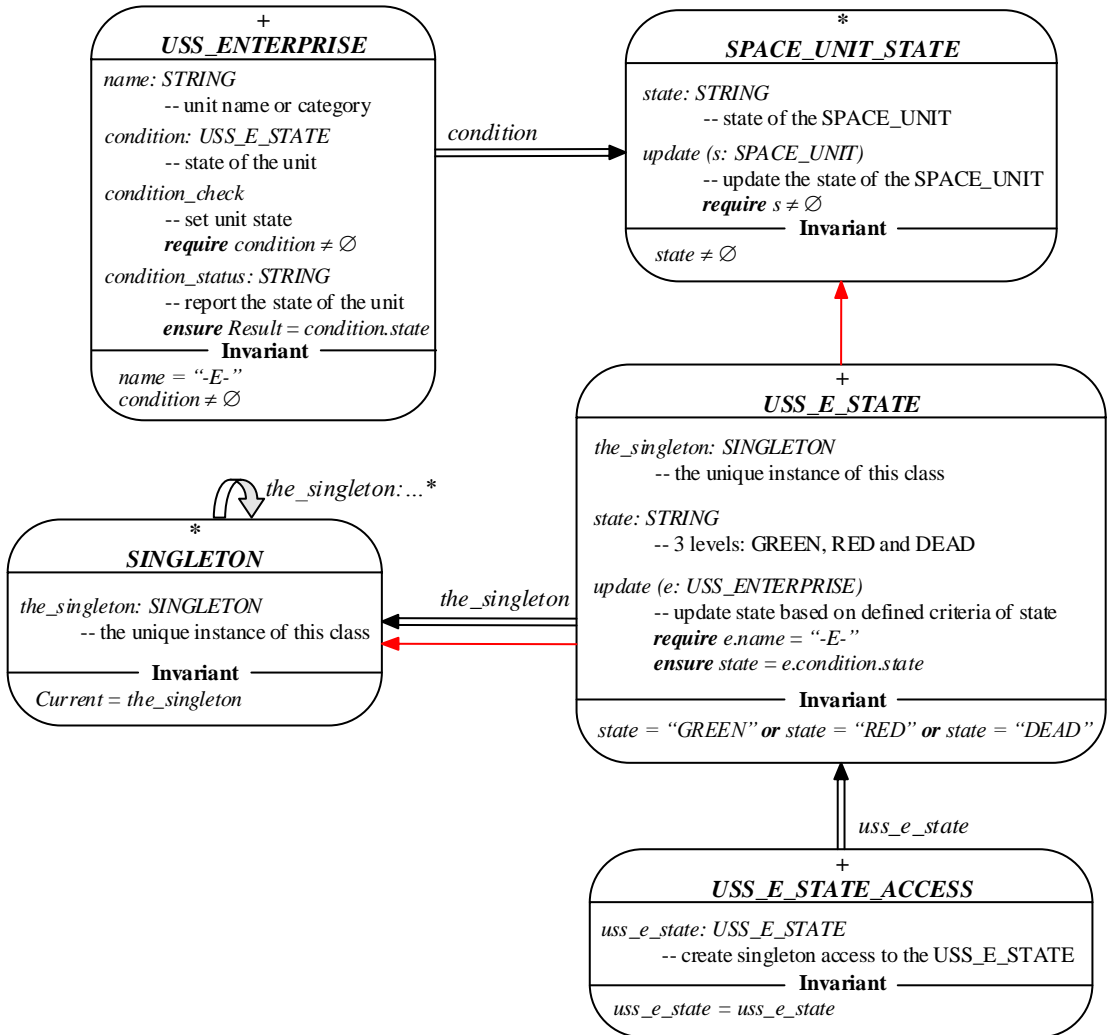 +
USS_ENTERPRISE
name: STRING
-- unit name or category
condition: USS_E_STATE
-- state of the unit
condition_check
-- set unit state
require condition ≠ ∅
condition_status: STRING
-- report the state of the unit
ensure Result = condition.state
Invariant
name = “-E-”
condition ≠ ∅
condition
*
SPACE_UNIT_STATE
state: STRING
-- state of the SPACE_UNIT
update (s: SPACE_UNIT)
-- update the state of the SPACE_UNIT
require s ≠ ∅
Invariant
state ≠ ∅
the_singleton:...*
*
SINGLETON
the_singleton: SINGLETON
-- the unique instance of this class
Invariant
Current = the_singleton
the_singleton
+
USS_E_STATE
the_singleton: SINGLETON
-- the unique instance of this class
state: STRING
-- 3 levels: GREEN, RED and DEAD
update (e: USS_ENTERPRISE)
-- update state based on defined criteria of state
require e.name = “-E-”
ensure state = e.condition.state
Invariant
state = “GREEN” or state = “RED” or state = “DEAD”
uss_e_state
+
USS_E_STATE_ACCESS
uss_e_state: USS_E_STATE
-- create singleton access to the USS_E_STATE
Invariant
uss_e_state = uss_e_state